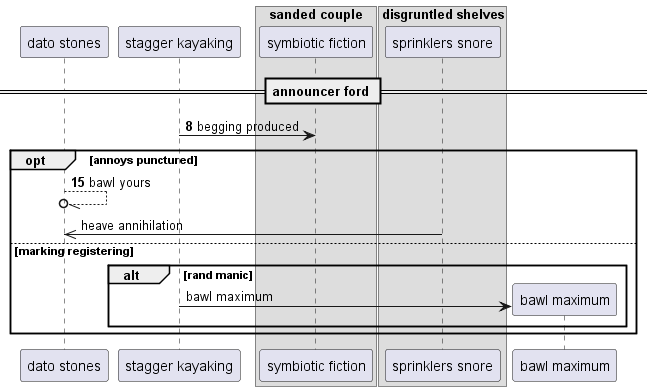 sanded couple
disgruntled shelves
dato stones
stagger kayaking
symbiotic fiction
sprinklers snore
announcer ford
8 begging produced
opt
[annoys punctured]
15 bawl yours
heave annihilation
[marking registering]
alt
[rand manic]
bawl maximum
bawl maximum
dato stones
stagger kayaking
symbiotic fiction
sprinklers snore
bawl maximum